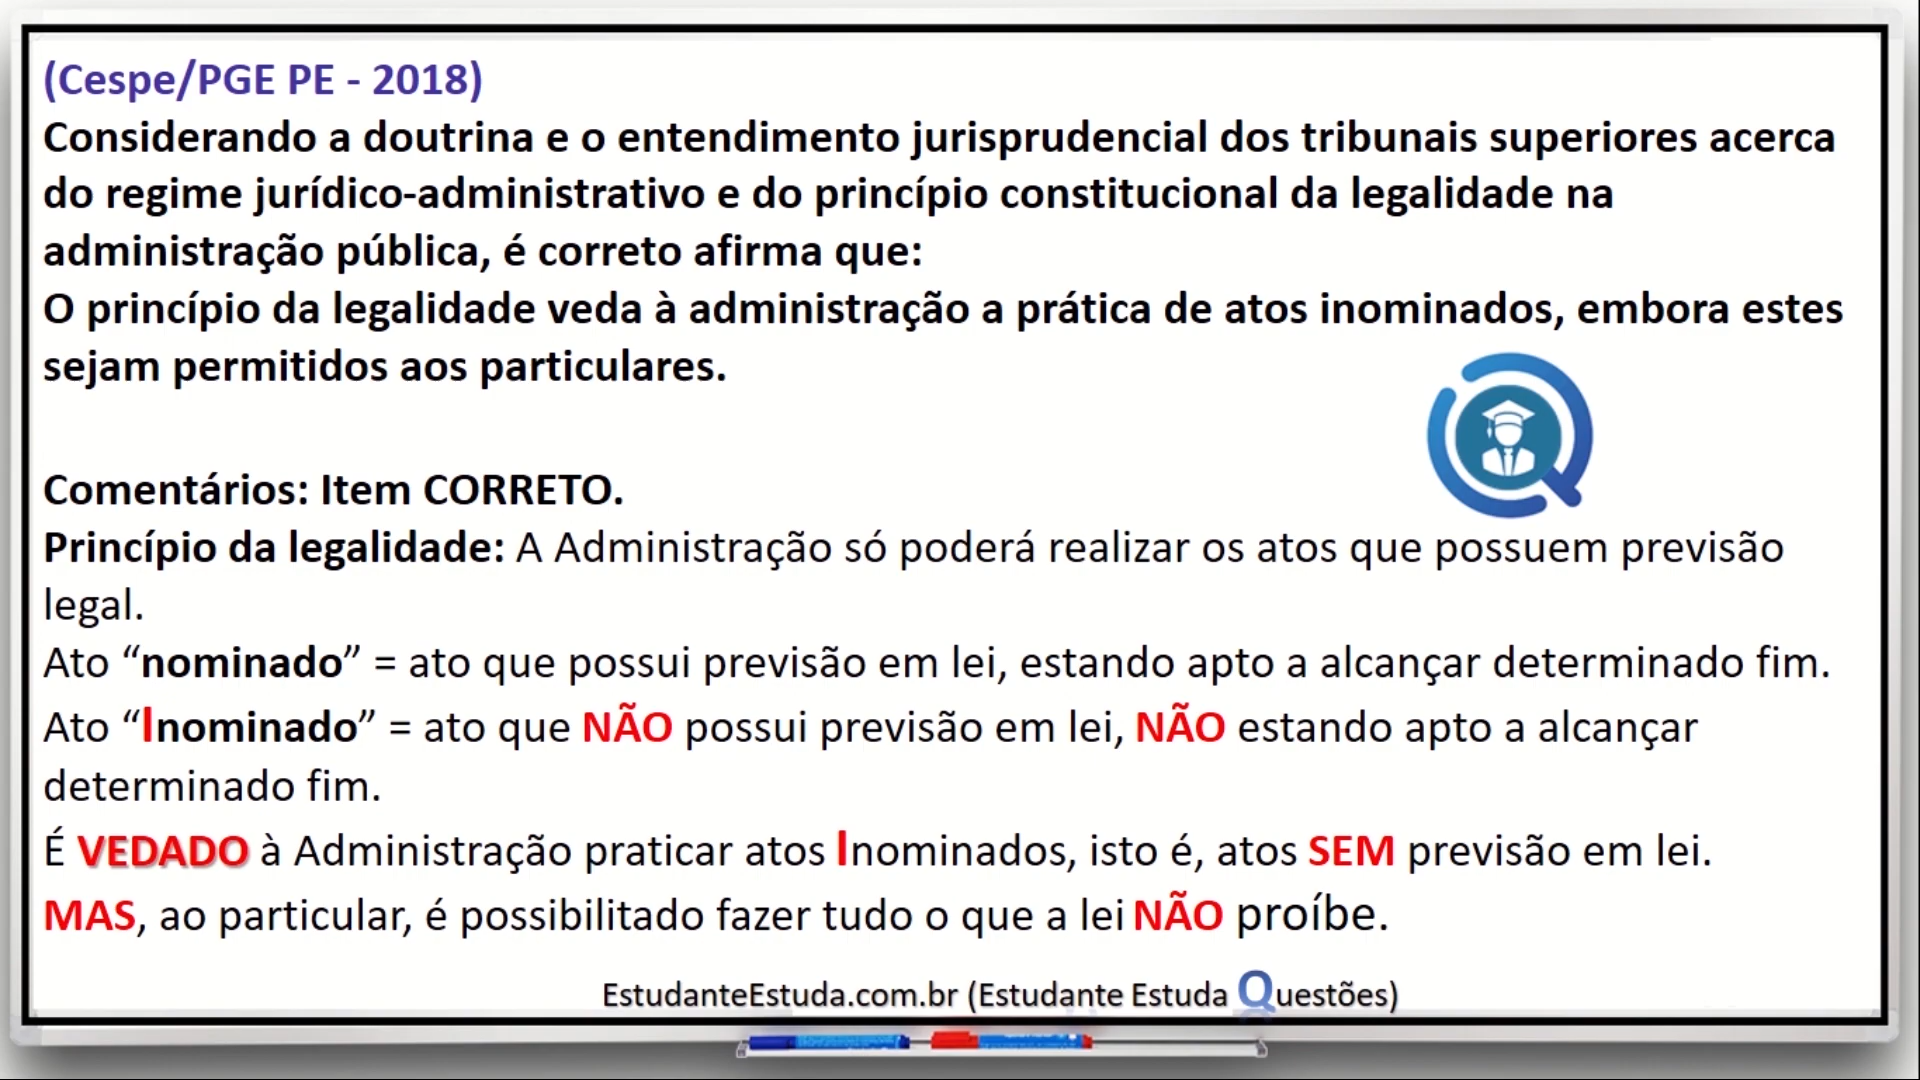 (Cespe/PGE PE - 2018)
Considerando a doutrina e o entendimento jurisprudencial dos tribunais superiores acerca
do regime jurídico-administrativo e do princípio constitucional da legalidade na
administração pública, é correto afirma que:
O princípio da legalidade veda à administração a prática de atos inominados, embora estes
sejam permitidos aos particulares.
Comentários: Item CORRETO.
Princípio da legalidade: A Administração só poderá realizar os atos que possuem previsão
legal.
Ato “nominado” = ato que possui previsão em lei, estando apto a alcançar determinado fim.
Ato “Inominado” = ato que NÃO possui previsão em lei, NÃO estando apto a alcançar
determinado fim.
É VEDADO à Administração praticar atos Inominados, isto é, atos SEM previsão em lei.
MAS, ao particular, é possibilitado fazer tudo o que a lei NÃO proíbe.
EstudanteEstuda.com.br (Estudante Estuda Questões)